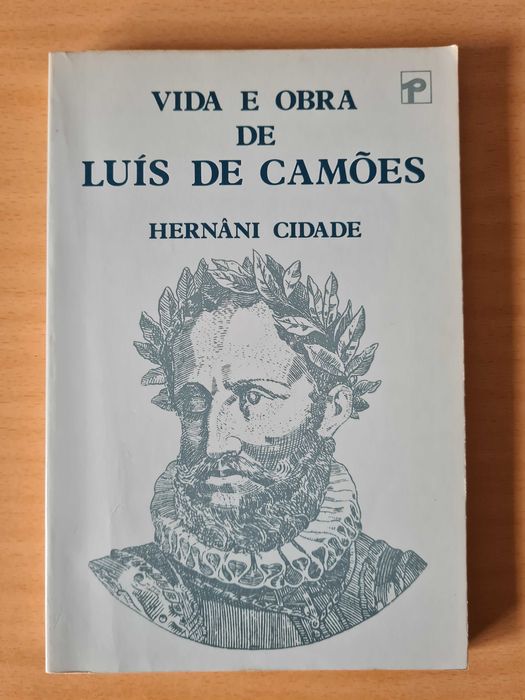 VIDA E OBRA
DE
LUÍS DE CAMÕES
HERNÂNI CIDADE
P